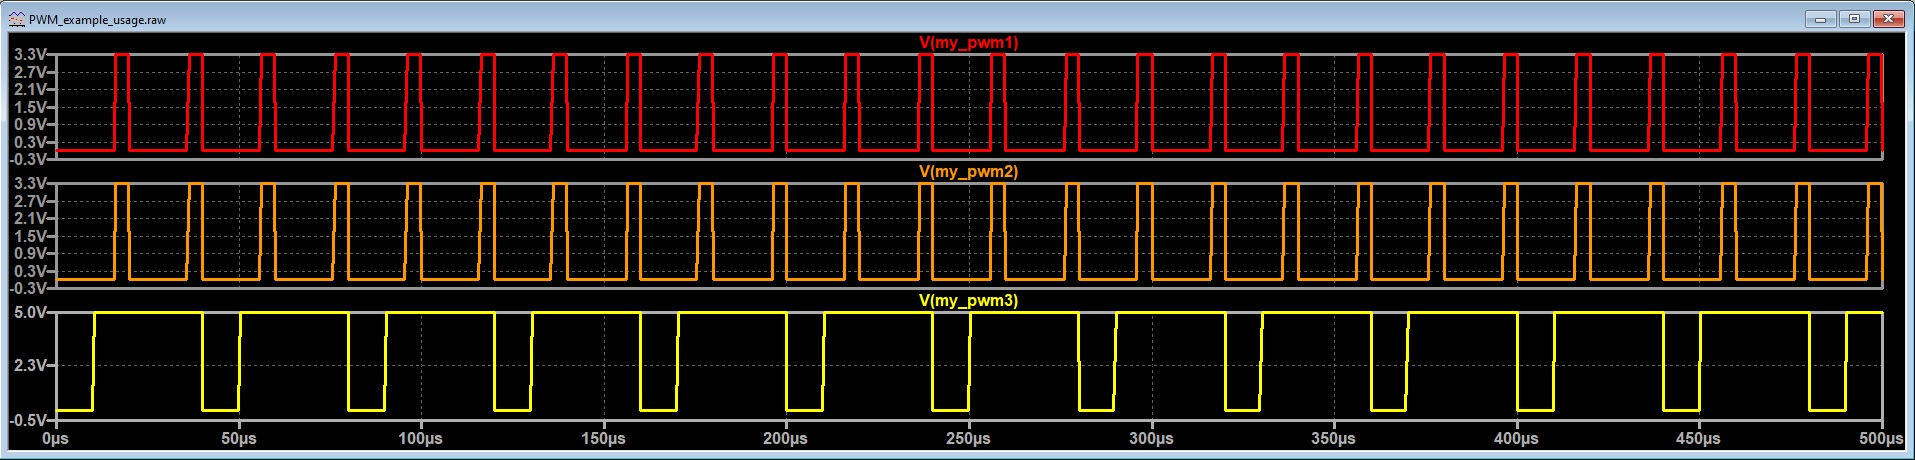 PWM_example_usage.raw
V(my_pwm1)
3.3V
2.7V
2.1V
1.5V
0.9V
0.3V
-0.3V
V(my_pwm2)
3.3V
2.7V
2.1V
1.5V
0.9V
0.3V
-0.3V
V(my_pwm3)
5.0V
2.3V
-0.5V
0µs 50µs 100µs 150µs 200µs 250µs 300µs 350µs 400µs 450µs 500µs